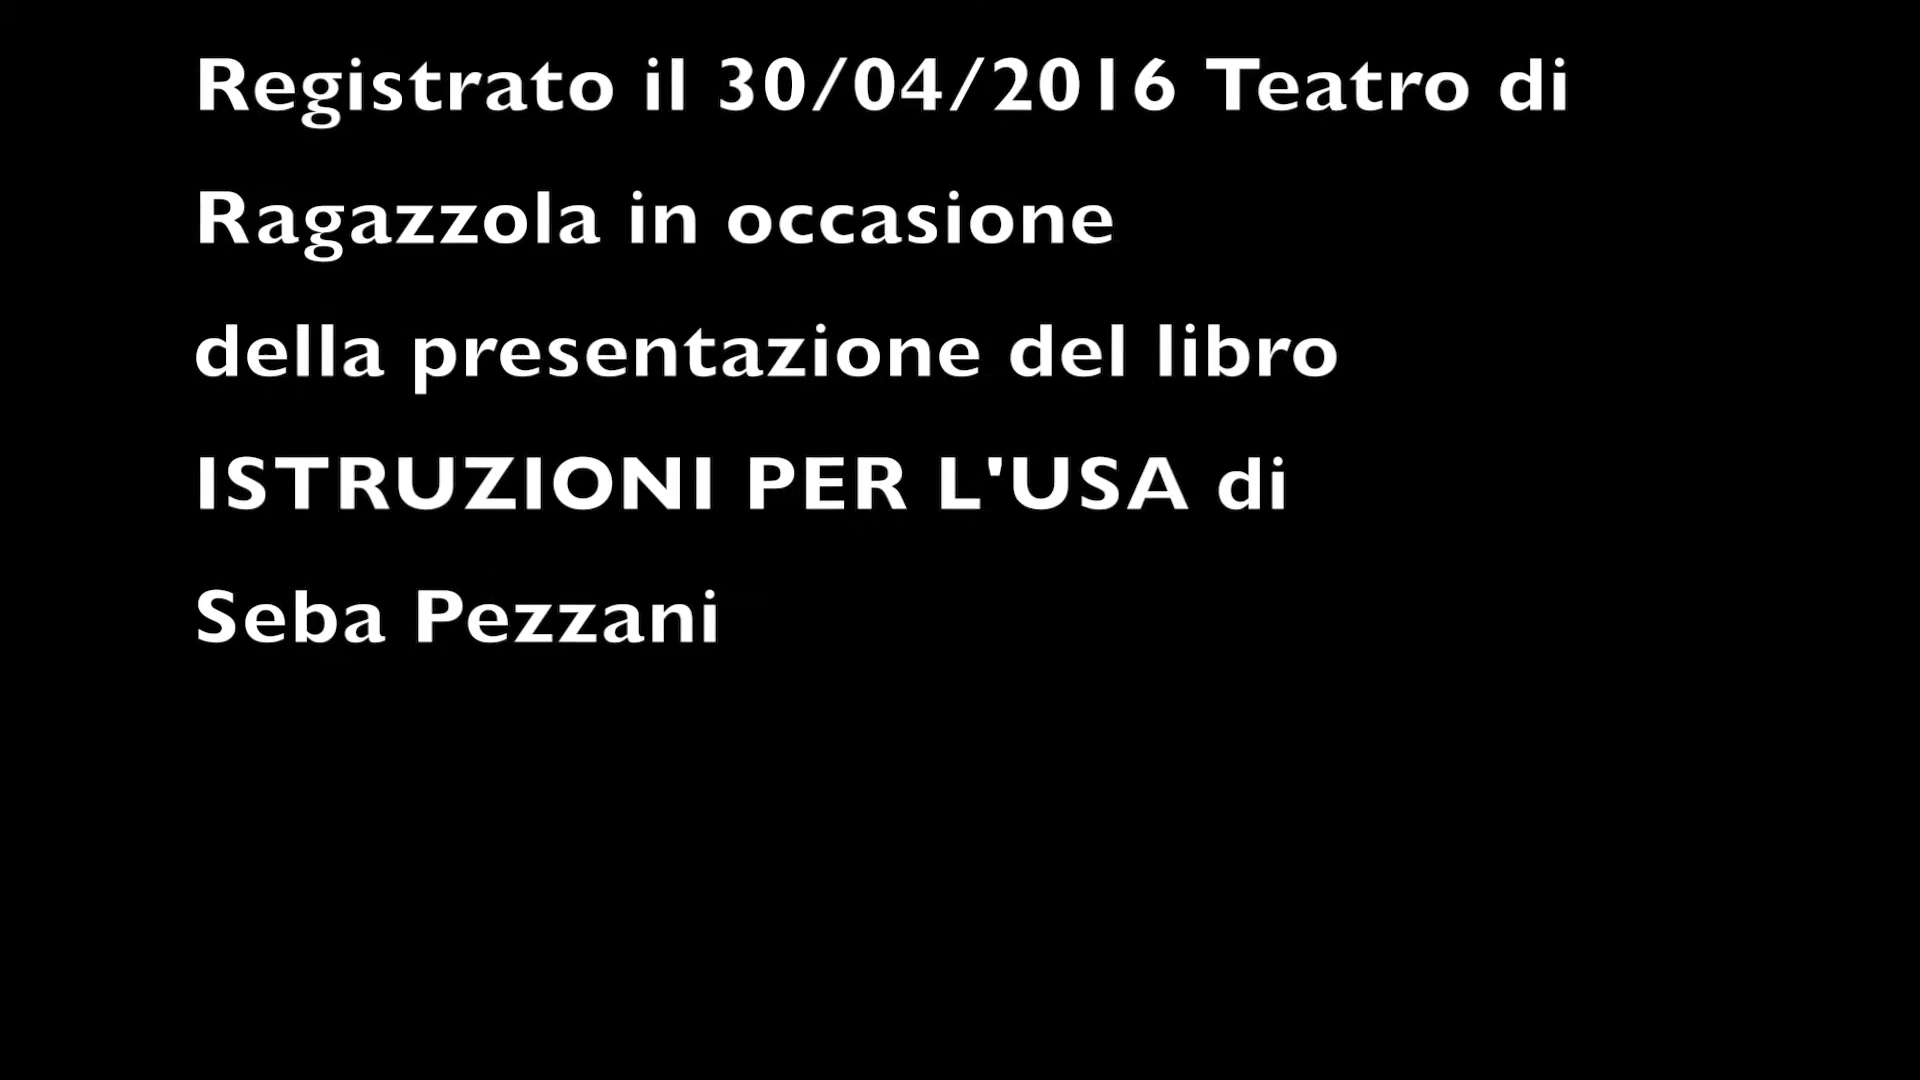 Registrato il 30/04/2016 Teatro di
Ragazzola in occasione
della presentazione del libro
ISTRUZIONI PER L'USA di
Seba Pezzani